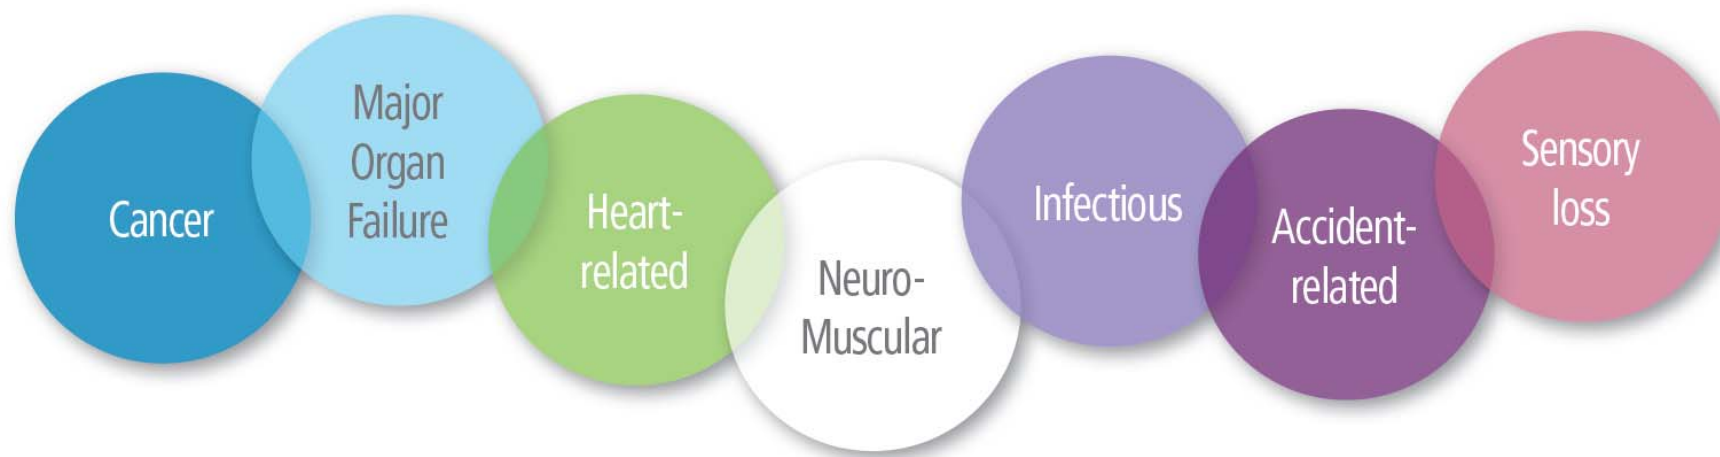 Cancer
Major
Organ
Failure
Heart-
related
Neuro-
Muscular
Infectious
Accident-
related
Sensory
loss